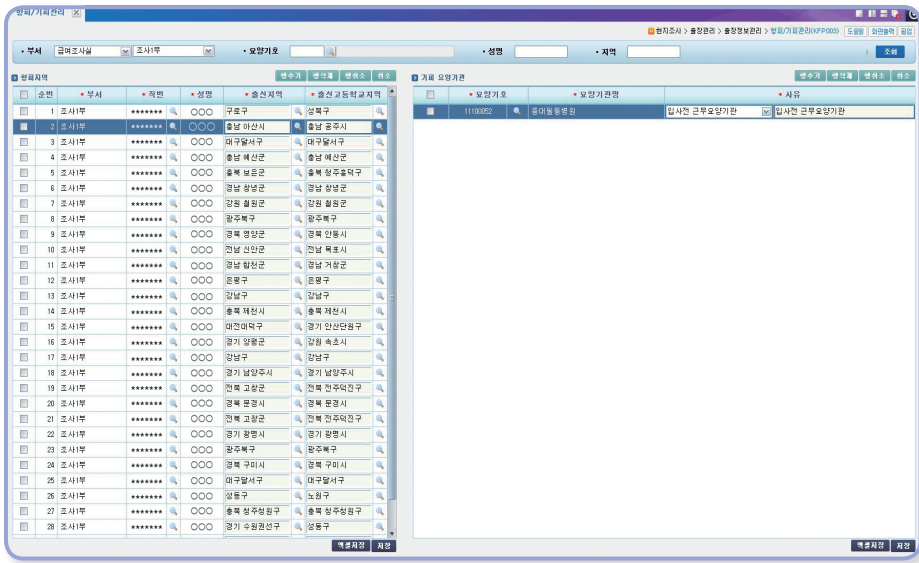 향피/기피관리
현지조사 > 출장관리 > 출장정보관리 > 향피/기피관리(KFP003) 도움말 화면출력 팝업
부서 급여조사실 조사1부 요양기호 성명 지역 조회
향피지역 행추가 행삭제 행취소 취소
순번 부서 직번 성명 출신지역 출신고등학교지역
1 조사1부 ******* ○○○ 구로구 성북구
2 조사1부 ******* ○○○ 충남 아산시 충남 공주시
3 조사1부 ******* ○○○ 대구달서구 대구달서구
4 조사1부 ******* ○○○ 충남 예산군 충남 예산군
5 조사1부 ******* ○○○ 충북 보은군 충북 청주흥덕구
6 조사1부 ******* ○○○ 경남 창녕군 경남 창녕군
7 조사1부 ******* ○○○ 강원 철원군 강원 철원군
8 조사1부 ******* ○○○ 광주북구 광주북구
9 조사1부 ******* ○○○ 경북 영양군 경북 안동시
10 조사1부 ******* ○○○ 전남 신안군 전남 목포시
11 조사1부 ******* ○○○ 경남 합천군 경남 거창군
12 조사1부 ******* ○○○ 은평구 은평구
13 조사1부 ******* ○○○ 강남구 강남구
14 조사1부 ******* ○○○ 충북 제천시 충북 제천시
15 조사1부 ******* ○○○ 대전대덕구 경기 안산단원구
16 조사1부 ******* ○○○ 경기 양평군 강원 속초시
17 조사1부 ******* ○○○ 강남구 강남구
18 조사1부 ******* ○○○ 경기 남양주시 경기 남양주시
19 조사1부 ******* ○○○ 전북 고창군 전북 전주덕진구
20 조사1부 ******* ○○○ 경북 문경시 경북 문경시
21 조사1부 ******* ○○○ 전북 고창군 전북 전주덕진구
22 조사1부 ******* ○○○ 경기 광명시 경기 광명시
23 조사1부 ******* ○○○ 광주북구 광주북구
24 조사1부 ******* ○○○ 경북 구미시 경북 구미시
25 조사1부 ******* ○○○ 대구달서구 대구달서구
26 조사1부 ******* ○○○ 성동구 노원구
27 조사1부 ******* ○○○ 충북 청주청원구 충북 청주청원구
28 조사1부 ******* ○○○ 경기 수원권선구 성동구
엑셀저장 저장
기피 요양기관 행추가 행삭제 행취소 취소
요양기호 요양기관명 사유
11100052 중대필동병원 입사전 근무요양기관 입사전 근무요양기관
엑셀저장 저장